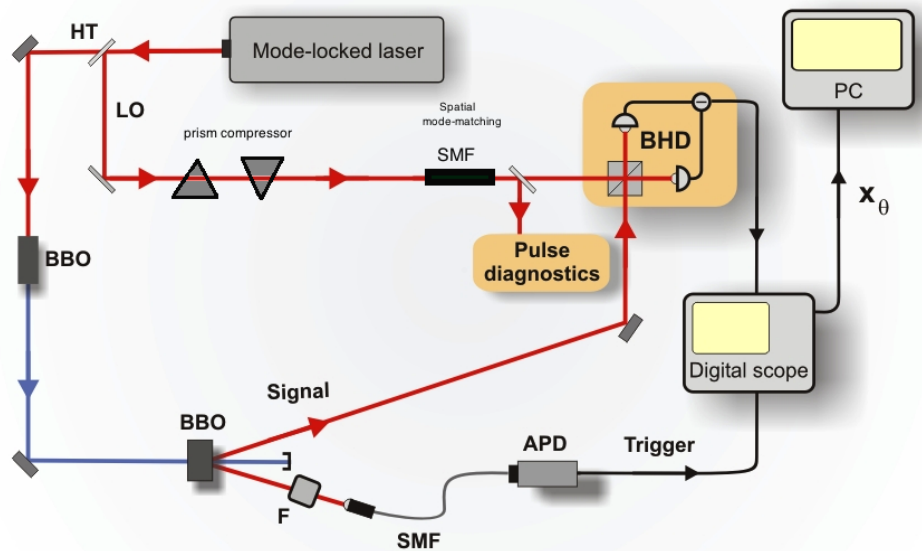 HT
Mode-locked laser
PC
LO
prism compressor
Spatial
mode-matching
SMF
BHD
x θ
BBO
Pulse
diagnostics
Digital scope
Signal
BBO
APD
Trigger
F
SMF